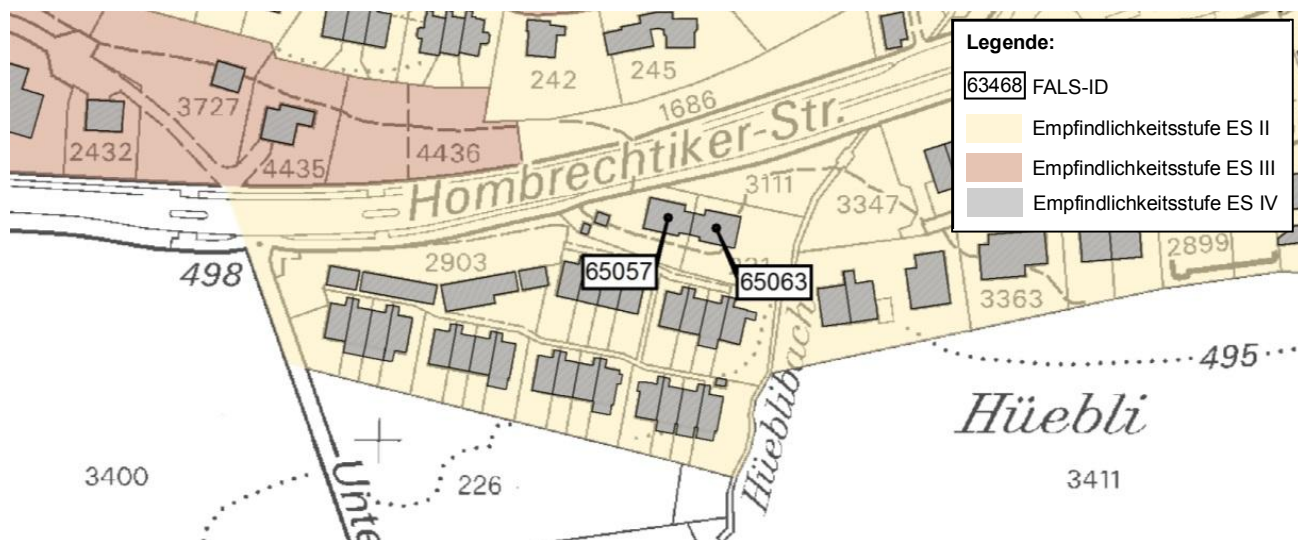 Legende:
63468 FALS-ID
Empfindlichkeitsstufe ES II
Empfindlichkeitsstufe ES III
Empfindlichkeitsstufe ES IV
242
245
3727
2432
4435
4436
1686
Hombrechtiker-Str.
3111
3347
498
2903
65057
65063
3363
2899
495
Hüeblibach
Hüebli
3400
226
Unte
3411